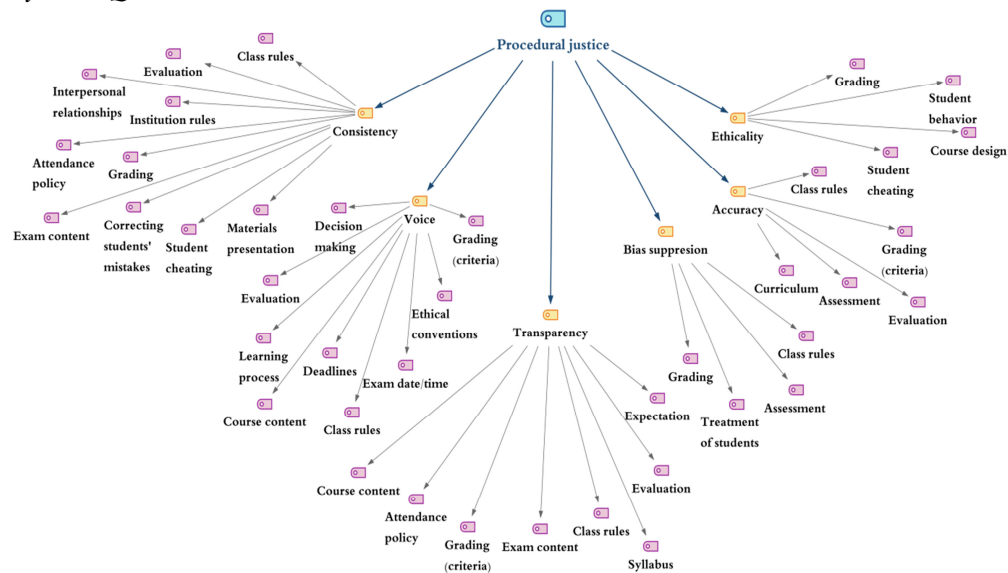 Procedural justice
Class rules
Evaluation
Interpersonal
relationships
Institution rules
Consistency
Attendance
policy
Grading
Exam content
Correcting
students'
mistakes
Student
cheating
Materials
presentation
Voice
Decision
making
Grading
(criteria)
Evaluation
Ethical
conventions
Learning
process
Deadlines
Exam date/time
Course content
Class rules
Transparency
Course content
Attendance
policy
Grading
(criteria)
Exam content
Class rules
Syllabus
Evaluation
Expectation
Bias suppresion
Grading
Treatment
of students
Assessment
Class rules
Accuracy
Class rules
Grading
(criteria)
Curriculum
Assessment
Evaluation
Ethicality
Grading
Student
behavior
Course design
Student
cheating